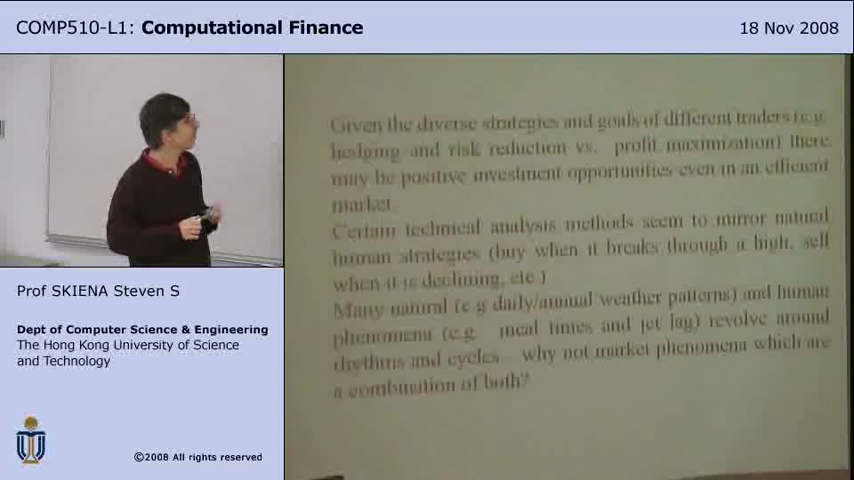 COMP510-L1: Computational Finance
18 Nov 2008
Given the diverse strategies and goals of different traders (e.g.
hedging and risk reduction vs. profit maximization) there
may be positive investment opportunities even in an efficient
market.
Certain technical analysis methods seem to mirror natural
human strategies (buy when it breaks through a high, sell
when it is declining, etc.)
Many natural (e.g daily/annual weather patterns) and human
phenomena (e.g. meal times and jet lag) revolve around
rhythms and cycles. why not market phenomena which are
a combination of both?
Prof SKIENA Steven S
Dept of Computer Science & Engineering
The Hong Kong University of Science
and Technology
©2008 All rights reserved